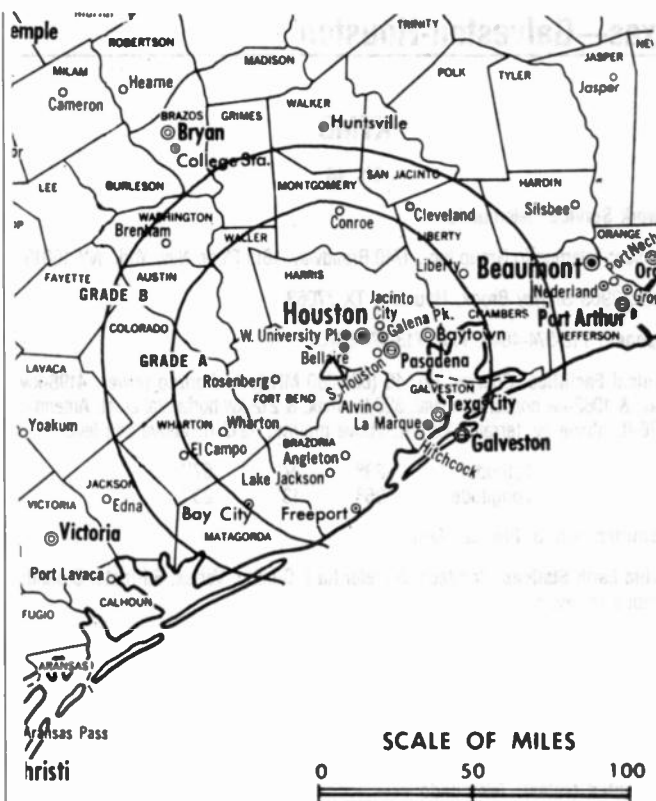 emple
ROBERTSON
TRINITY
MADISON
POLK
TYLER
JASPER
Jasper
MILAM
Cameron
Hearne
BRAZOS
Bryan
College Sta.
GRIMES
WALKER
Huntsville
SAN JACINTO
HARDIN
Silsbee
LEE
BURLESON
WASHINGTON
Brenham
MONTGOMERY
Conroe
Cleveland
WALLER
LIBERTY
Liberty
ORANGE
Beaumont
Port Nech
Nederland
Port Arthur
FAYETTE
AUSTIN
GRADE B
HARRIS
CHAMBERS
JEFFERSON
COLORADO
Houston
Jacinto
City
Galena Pk.
W. University Pl.
Baytown
Bellaire
Pasadena
GRADE A
S. Houston
LAVACA
Rosenberg
FORT BEND
GALVESTON
Texas City
Alvin
La Marque
Galveston
Hitchcock
Yoakum
WHARTON
Wharton
El Campo
BRAZORIA
Angleton
Lake Jackson
JACKSON
Edna
Bay City
Freeport
VICTORIA
Victoria
MATAGORDA
Port Lavaca
CALHOUN
FUGIO
ARANSAS
Aransas Pass
hristi
SCALE OF MILES
0 50 100